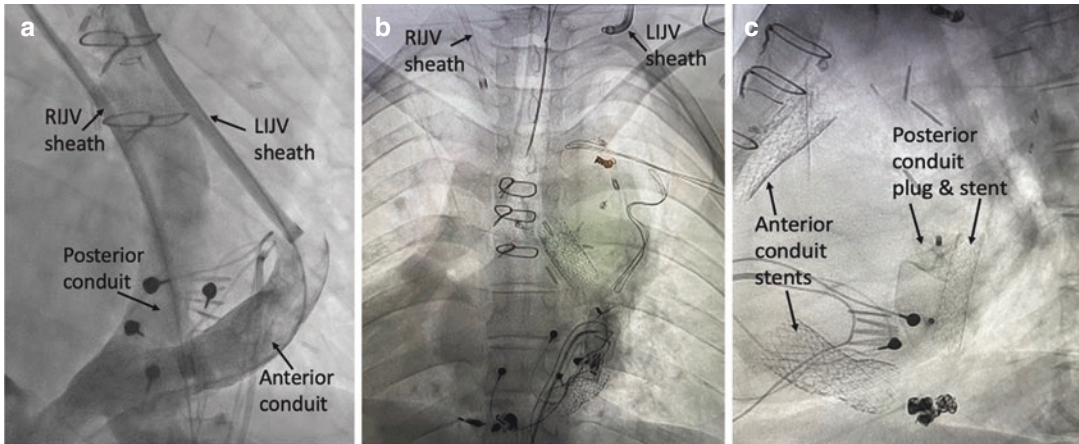 a
RIJV
sheath
LIJV
sheath
Posterior
conduit
Anterior
conduit
b
RIJV
sheath
LIJV
sheath
c
Posterior
conduit
plug & stent
Anterior
conduit
stents